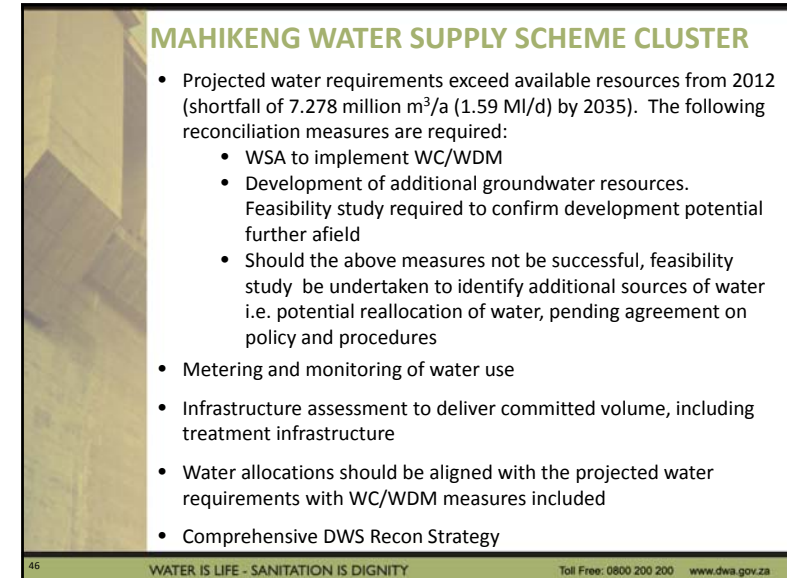 MAHIKENG WATER SUPPLY SCHEME CLUSTER
• Projected water requirements exceed available resources from 2012
(shortfall of 7.278 million m³/a (1.59 Ml/d) by 2035). The following
reconciliation measures are required:
• WSA to implement WC/WDM
• Development of additional groundwater resources.
Feasibility study required to confirm development potential
further afield
• Should the above measures not be successful, feasibility
study be undertaken to identify additional sources of water
i.e. potential reallocation of water, pending agreement on
policy and procedures
• Metering and monitoring of water use
• Infrastructure assessment to deliver committed volume, including
treatment infrastructure
• Water allocations should be aligned with the projected water
requirements with WC/WDM measures included
• Comprehensive DWS Recon Strategy
46 WATER IS LIFE - SANITATION IS DIGNITY Toll Free: 0800 200 200 www.dwa.gov.za